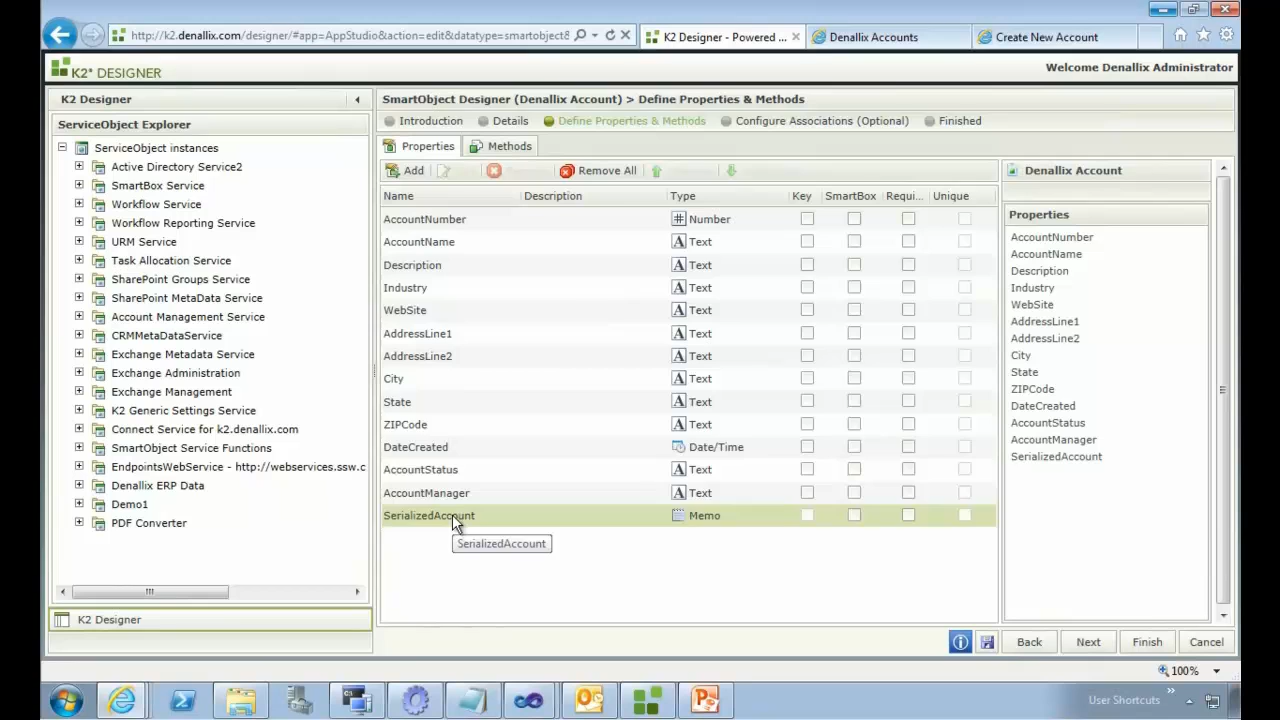 http://k2.denallix.com/designer/#app=AppStudio&action=edit&datatype=smartobject&
K2 Designer - Powered ...
Denallix Accounts
Create New Account
K2* DESIGNER
Welcome Denallix Administrator
K2 Designer
SmartObject Designer (Denallix Account) > Define Properties & Methods
ServiceObject Explorer
Introduction
Details
Define Properties & Methods
Configure Associations (Optional)
Finished
ServiceObject instances
Active Directory Service2
SmartBox Service
Workflow Service
Workflow Reporting Service
URM Service
Task Allocation Service
SharePoint Groups Service
SharePoint MetaData Service
Account Management Service
CRMMetaDataService
Exchange Metadata Service
Exchange Administration
Exchange Management
K2 Generic Settings Service
Connect Service for k2.denallix.com
SmartObject Service Functions
EndpointsWebService - http://webservices.ssw.c
Denallix ERP Data
Demo1
PDF Converter
K2 Designer
Properties
Methods
Add
Remove All
Name Description Type Key SmartBox Requi... Unique
AccountNumber # Number
AccountName A Text
Description A Text
Industry A Text
WebSite A Text
AddressLine1 A Text
AddressLine2 A Text
City A Text
State A Text
ZIPCode A Text
DateCreated Date/Time
AccountStatus A Text
AccountManager A Text
SerializedAccount Memo
SerializedAccount
Denallix Account
Properties
AccountNumber
AccountName
Description
Industry
WebSite
AddressLine1
AddressLine2
City
State
ZIPCode
DateCreated
AccountStatus
AccountManager
SerializedAccount
Back
Next
Finish
Cancel
100%
User Shortcuts